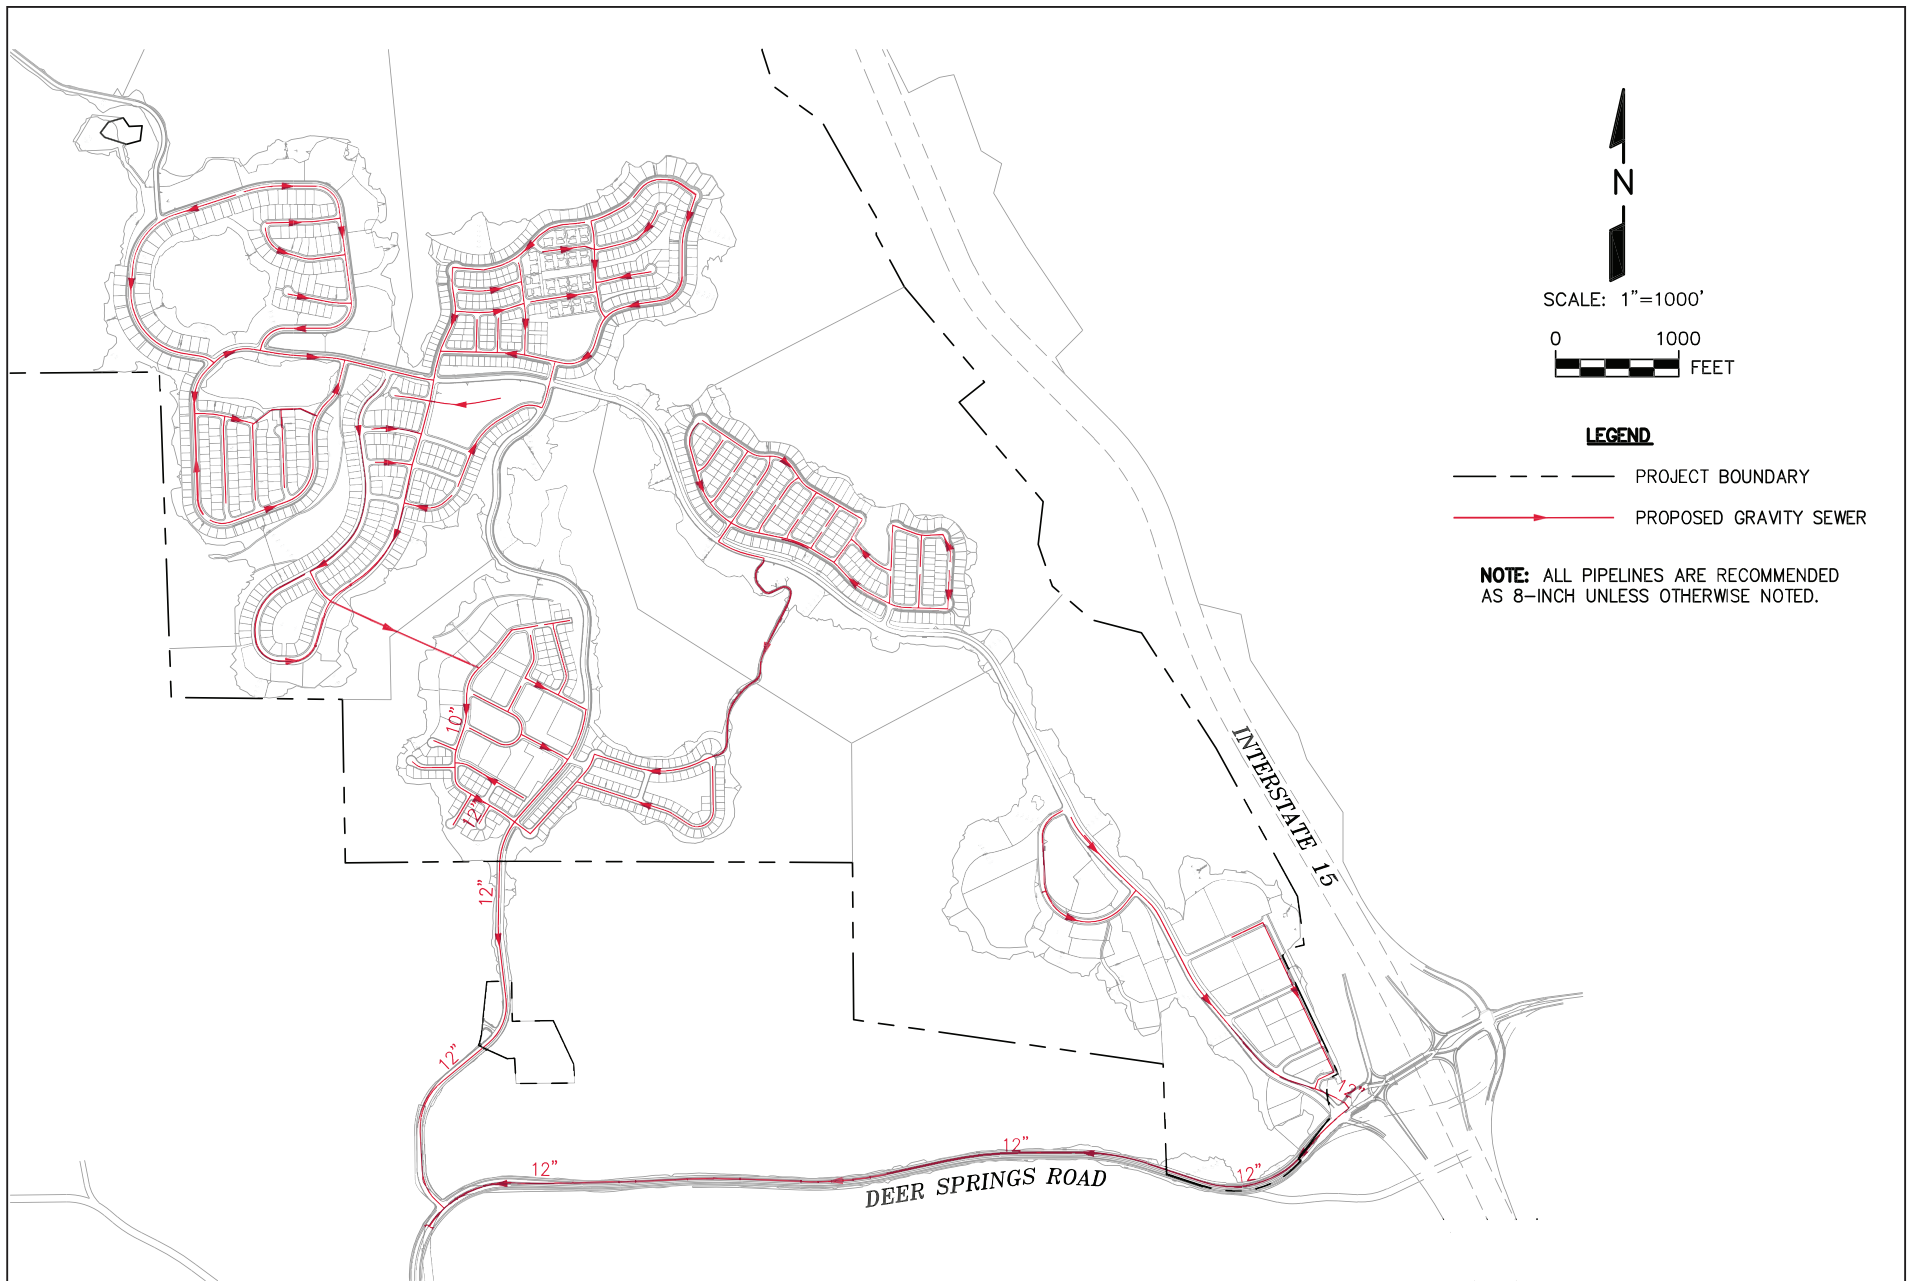 N
SCALE: 1"=1000'
0 1000
FEET
LEGEND
PROJECT BOUNDARY
PROPOSED GRAVITY SEWER
NOTE: ALL PIPELINES ARE RECOMMENDED
AS 8-INCH UNLESS OTHERWISE NOTED.
10"
12"
12"
12"
12"
12"
12"
12"
INTERSTATE 15
DEER SPRINGS ROAD